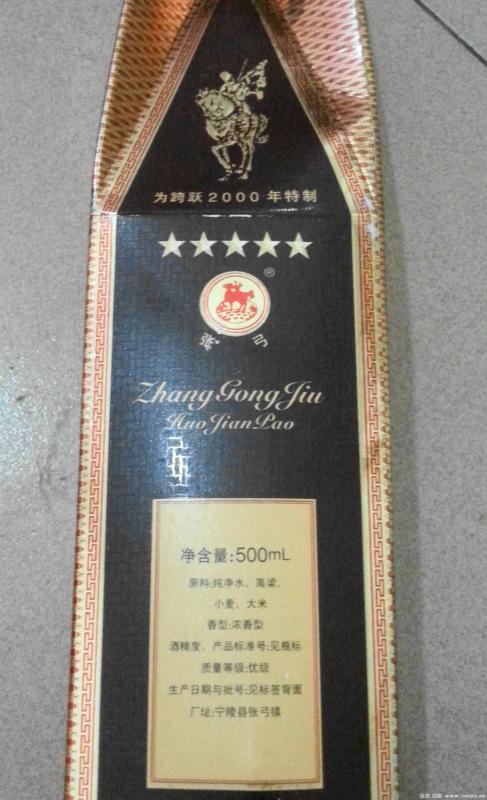 为跨跃2000年特制
®
张弓
Zhang Gong Jiu
Huo Jian Pao
净含量:500mL
原料:纯净水、高梁、
小麦、大米
香型:浓香型
酒精度、产品标准号:见瓶标
质量等级:优级
生产日期与批号:见标签背面
厂址:宁陵县张弓镇